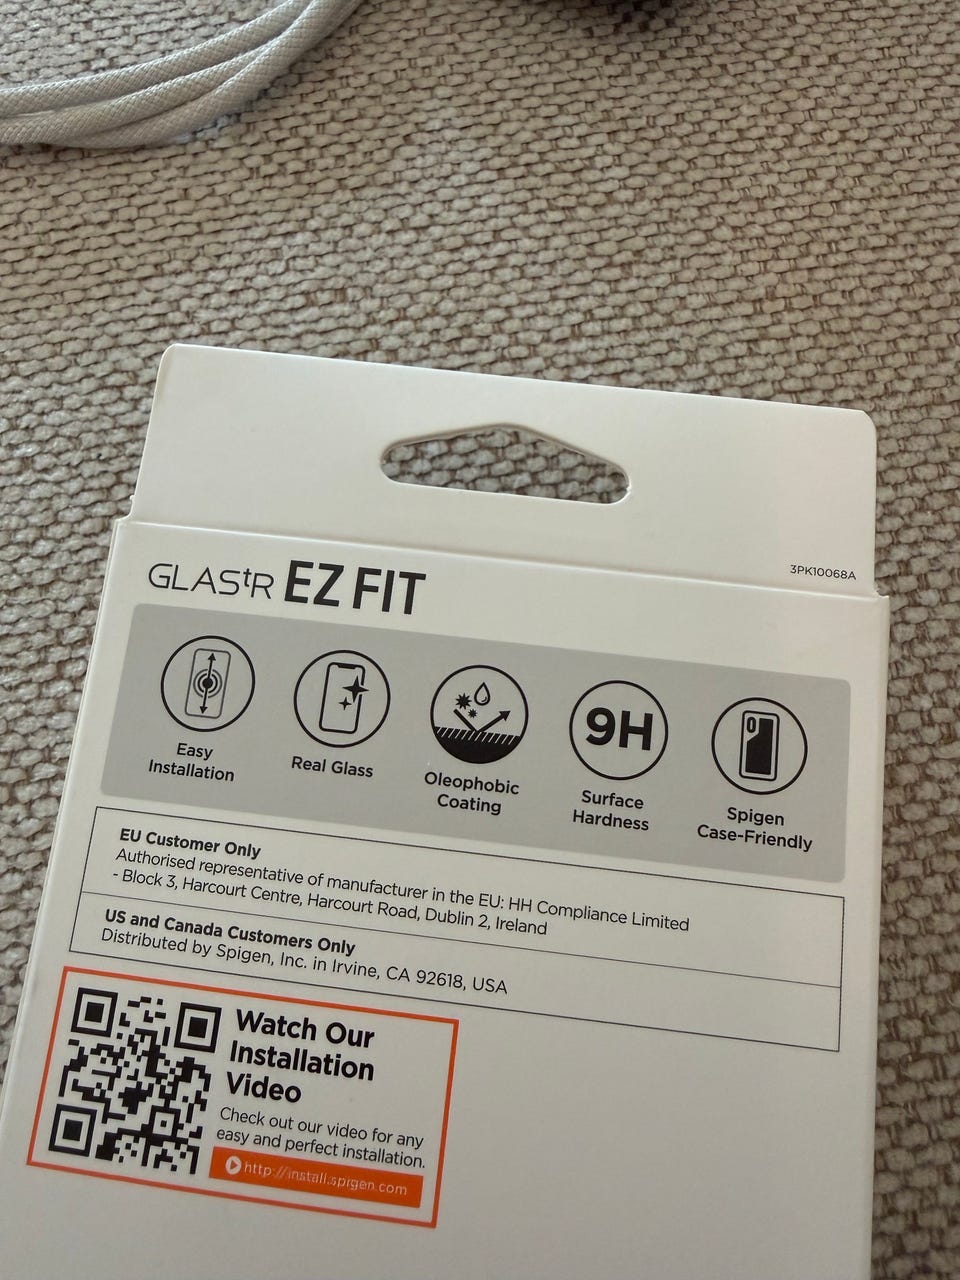 3PK10068A
GLAStR EZ FIT
Easy
Installation
Real Glass
Oleophobic
Coating
9H
Surface
Hardness
Spigen
Case-Friendly
EU Customer Only
Authorised representative of manufacturer in the EU: HH Compliance Limited
- Block 3, Harcourt Centre, Harcourt Road, Dublin 2, Ireland
US and Canada Customers Only
Distributed by Spigen, Inc. in Irvine, CA 92618, USA
Watch Our
Installation
Video
Check out our video for any
easy and perfect installation.
http://install.spigen.com